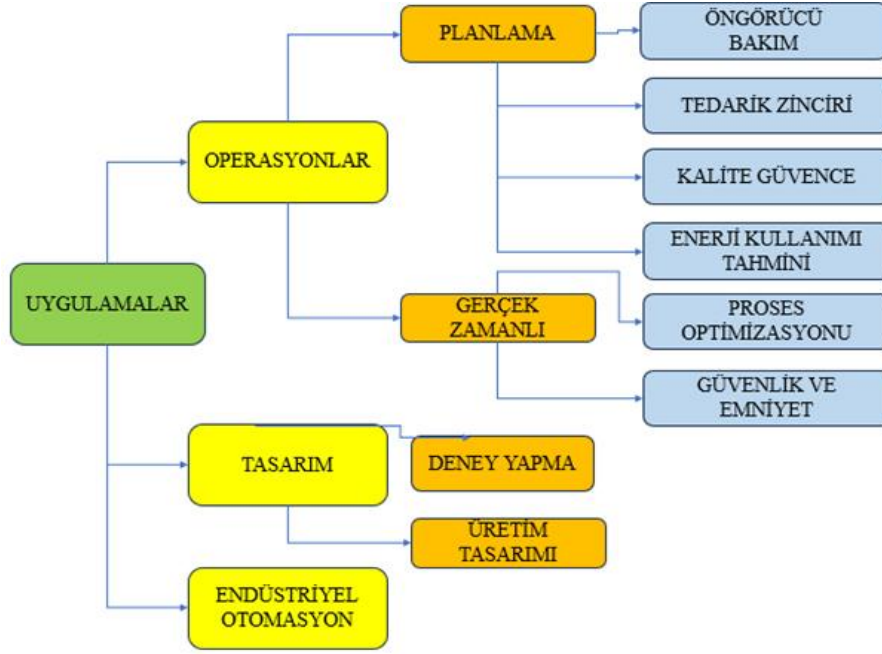 PLANLAMA
ÖNGÖRÜCÜ
BAKIM
TEDARİK ZİNCİRİ
OPERASYONLAR
KALİTE GÜVENCE
ENERJİ KULLANIMI
TAHMİNİ
UYGULAMALAR
GERÇEK
ZAMANLI
PROSES
OPTİMİZASYONU
GÜVENLİK VE
EMNİYET
TASARIM
DENEY YAPMA
ÜRETİM
TASARIMI
ENDÜSTRİYEL
OTOMASYON